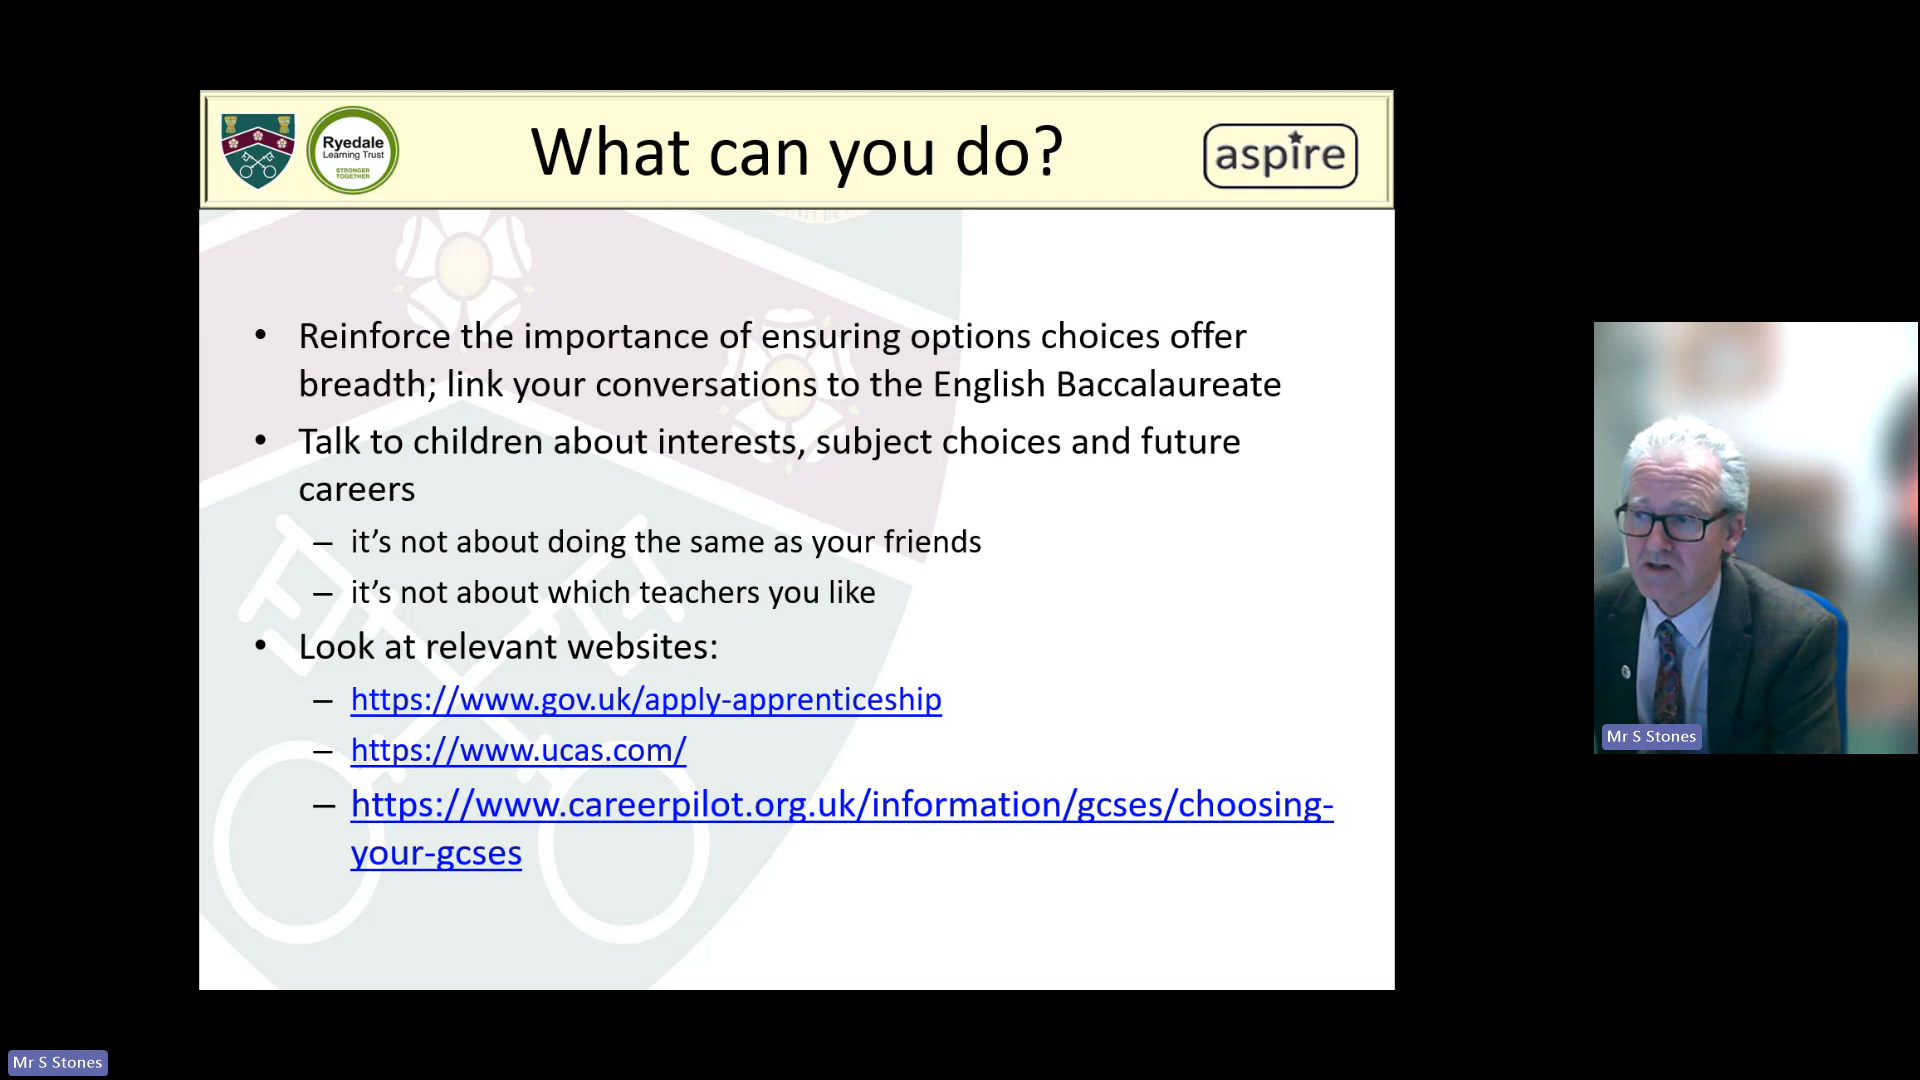 Ryedale
Learning Trust
STRONGER
TOGETHER
What can you do?
aspire
• Reinforce the importance of ensuring options choices offer
breadth; link your conversations to the English Baccalaureate
• Talk to children about interests, subject choices and future
careers
– it’s not about doing the same as your friends
– it’s not about which teachers you like
• Look at relevant websites:
– https://www.gov.uk/apply-apprenticeship
– https://www.ucas.com/
– https://www.careerpilot.org.uk/information/gcses/choosing-
your-gcses
Mr S Stones
Mr S Stones